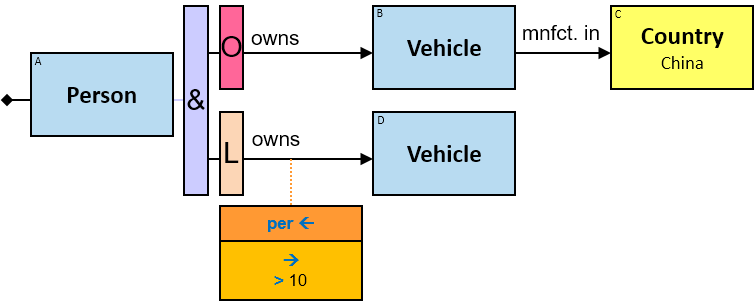 A
Person
&
O
owns
B
Vehicle
mnfct. in
C
Country
China
L
owns
D
Vehicle
per ←
→
> 10